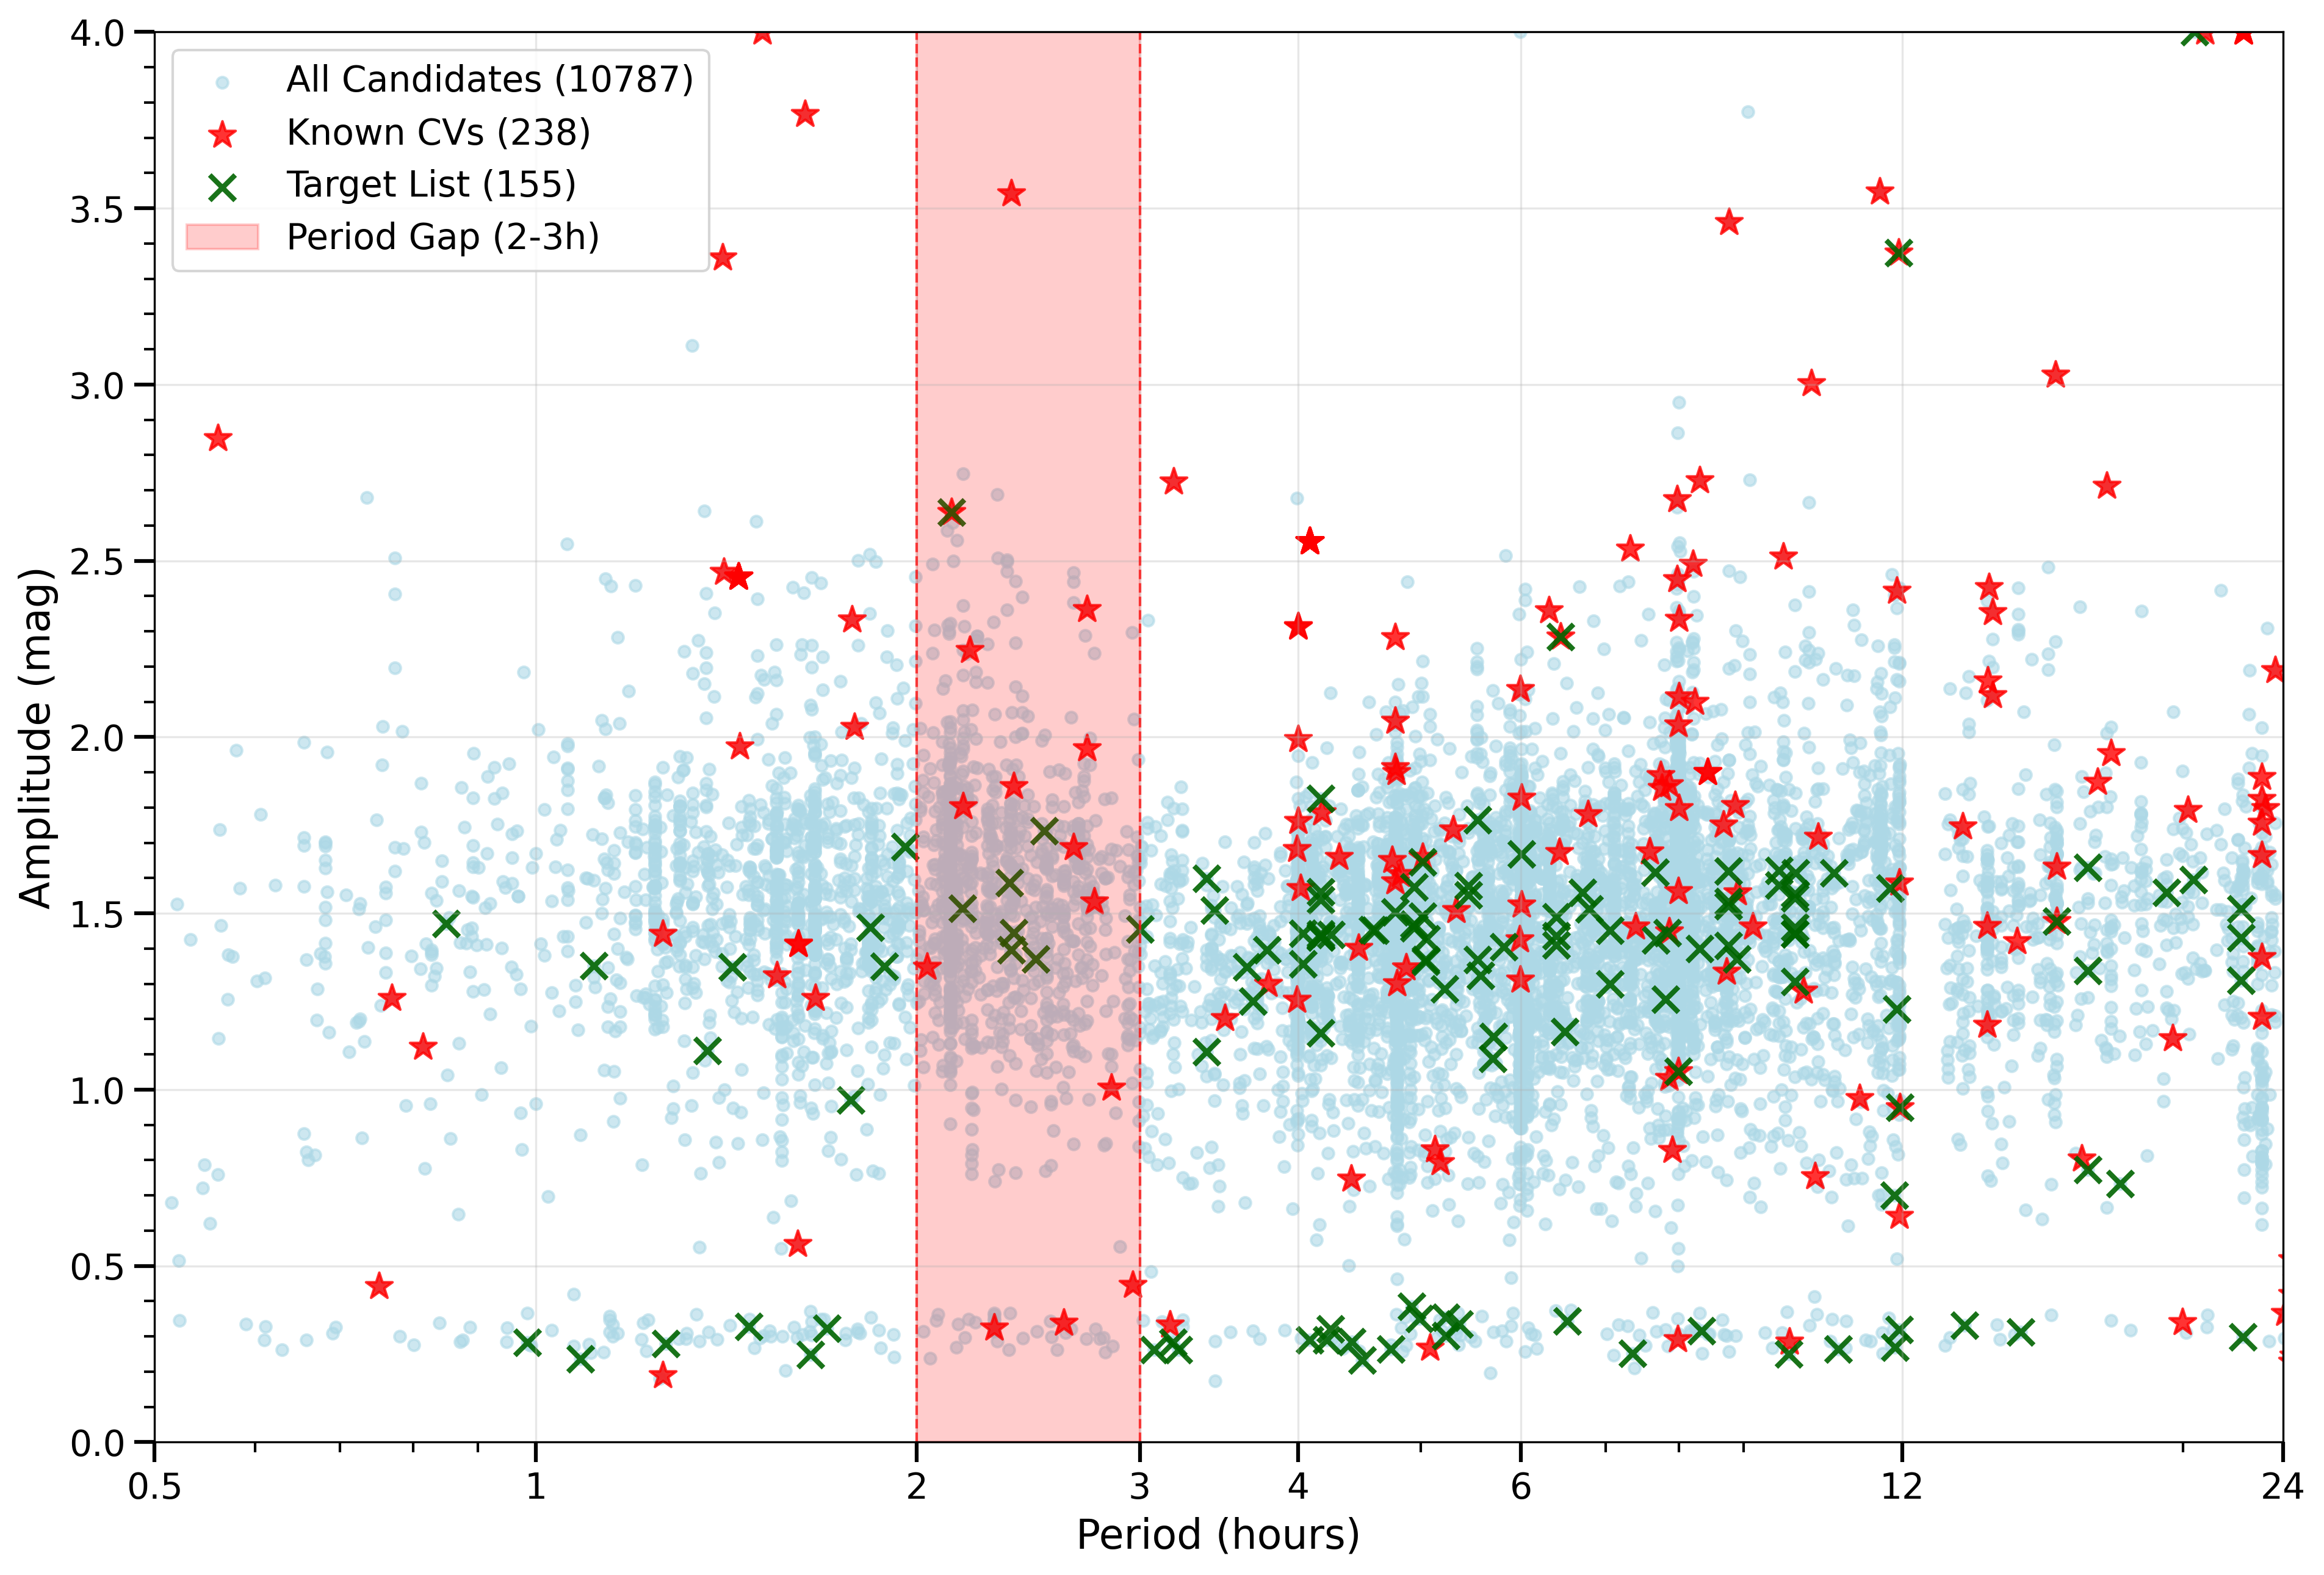 All Candidates (10787)
Known CVs (238)
Target List (155)
Period Gap (2-3h)
4.0
3.5
3.0
2.5
2.0
1.5
1.0
0.5
0.0
Amplitude (mag)
0.5 1 2 3 4 6 12 24
Period (hours)